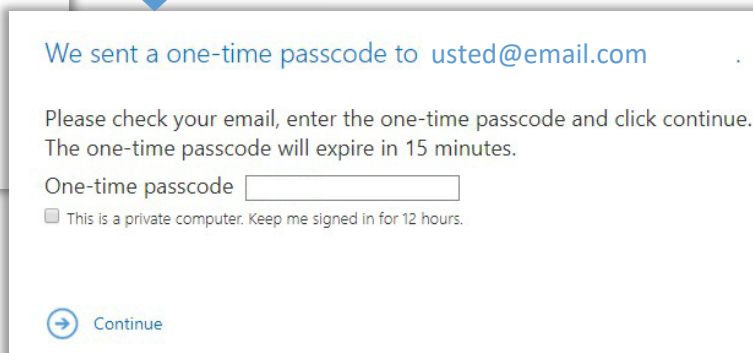 We sent a one-time passcode to usted@email.com .
Please check your email, enter the one-time passcode and click continue.
The one-time passcode will expire in 15 minutes.
One-time passcode
This is a private computer. Keep me signed in for 12 hours.
Continue